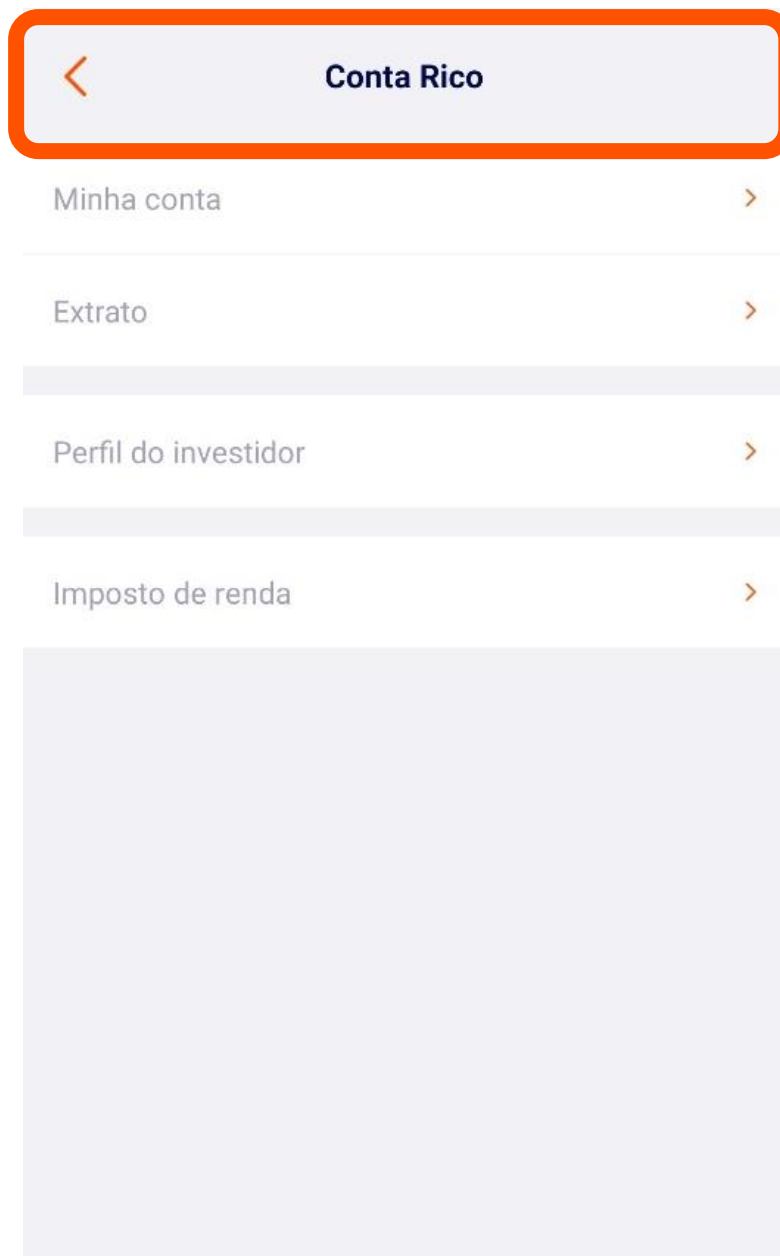 Conta Rico
Minha conta
Extrato
Perfil do investidor
Imposto de renda